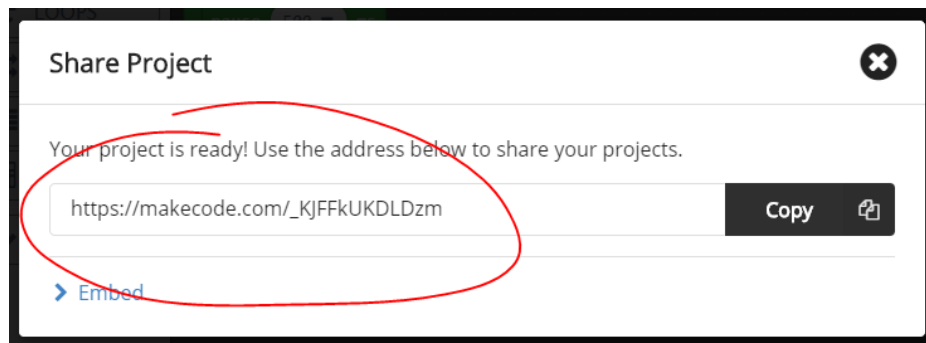 LOOPS
Share Project
Your project is ready! Use the address below to share your projects.
https://makecode.com/_KJFFkUKDLDzm
Copy
Embed